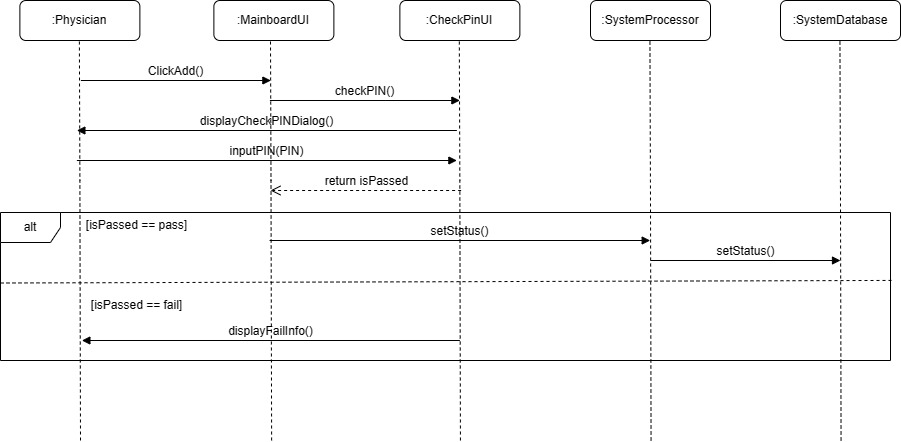 :Physician
:MainboardUI
:CheckPinUI
:SystemProcessor
:SystemDatabase
ClickAdd()
checkPIN()
displayCheckPINDialog()
inputPIN(PIN)
return isPassed
alt
[isPassed == pass]
setStatus()
setStatus()
[isPassed == fail]
displayFailInfo()